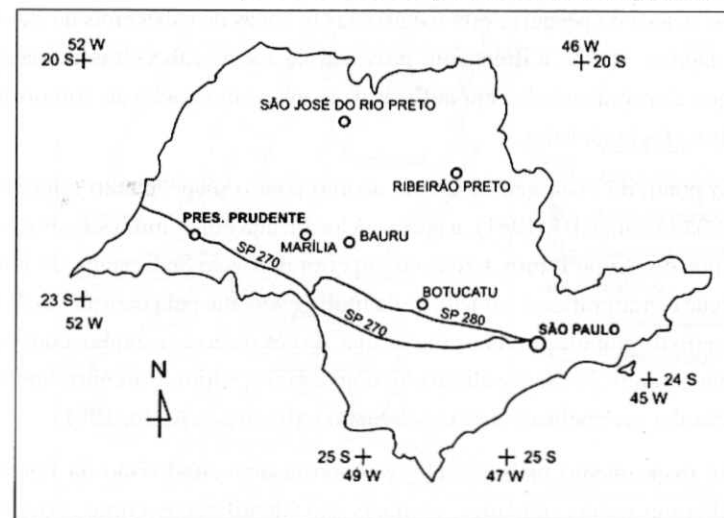 52 W
20 S
46 W
20 S
SÃO JOSÉ DO RIO PRETO
RIBEIRÃO PRETO
PRES. PRUDENTE
MARÍLIA
BAURU
SP 270
23 S
52 W
BOTUCATU
SP 280
SP 270
SÃO PAULO
24 S
45 W
N
25 S
49 W
25 S
47 W